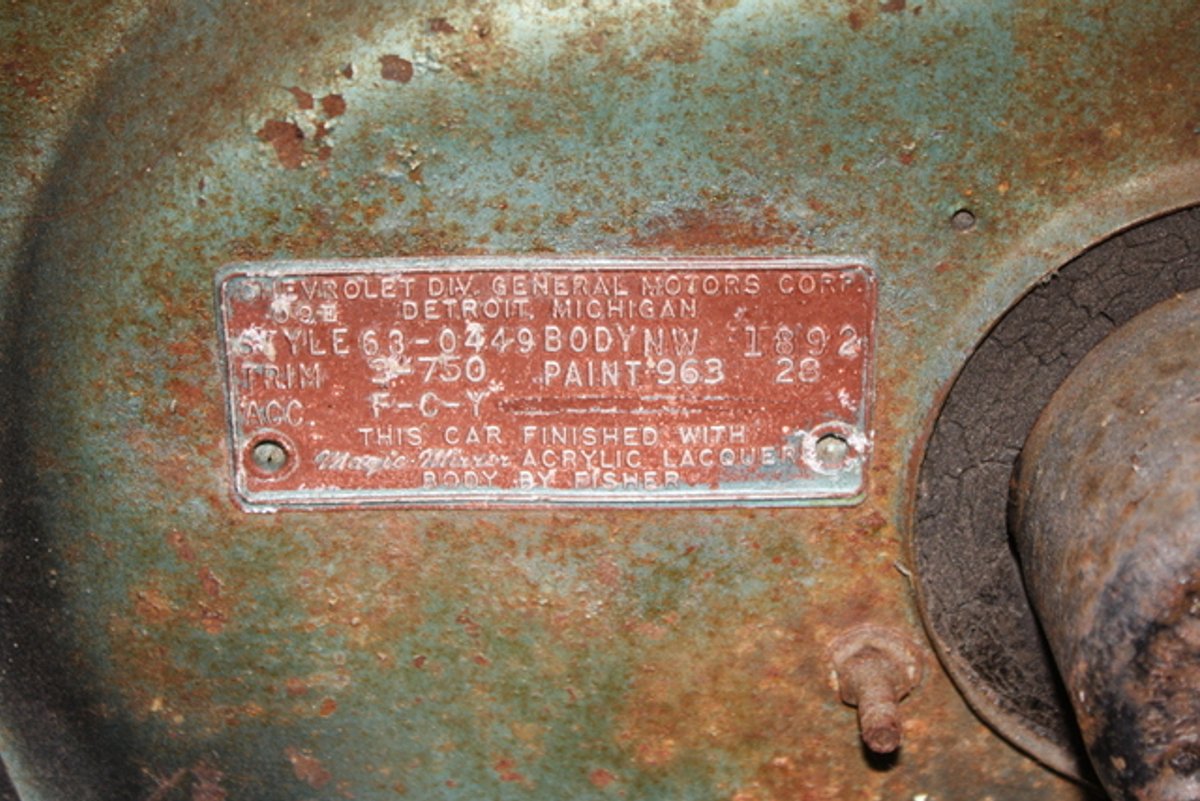 CHEVROLET DIV. GENERAL MOTORS CORP.
DETROIT, MICHIGAN
STYLE 63-0449 BODY NW 1892
TRIM -750 PAINT 963 28
ACC. F-C-Y
THIS CAR FINISHED WITH
Magic-Mirror ACRYLIC LACQUER
BODY BY FISHER